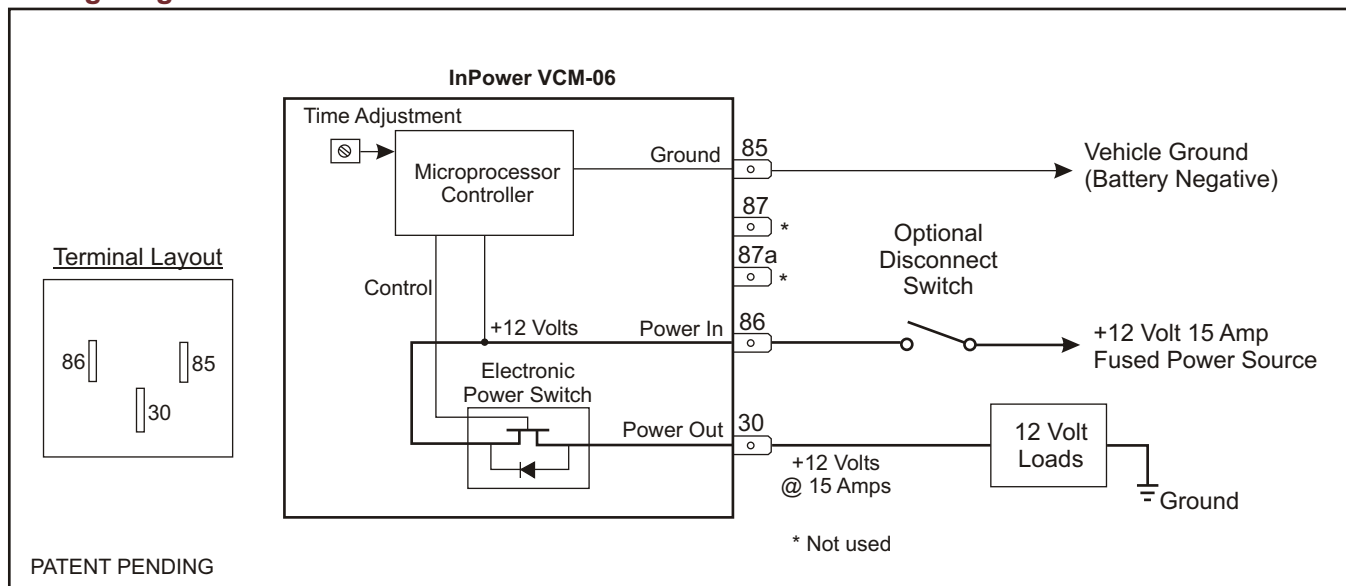 InPower VCM-06
Time Adjustment
Microprocessor
Controller
Ground
85
Vehicle Ground
(Battery Negative)
87
*
87a
*
Optional
Disconnect
Switch
Terminal Layout
86
85
30
Control
+12 Volts
Power In
86
+12 Volt 15 Amp
Fused Power Source
Electronic
Power Switch
Power Out
30
+12 Volts
@ 15 Amps
12 Volt
Loads
Ground
* Not used
PATENT PENDING